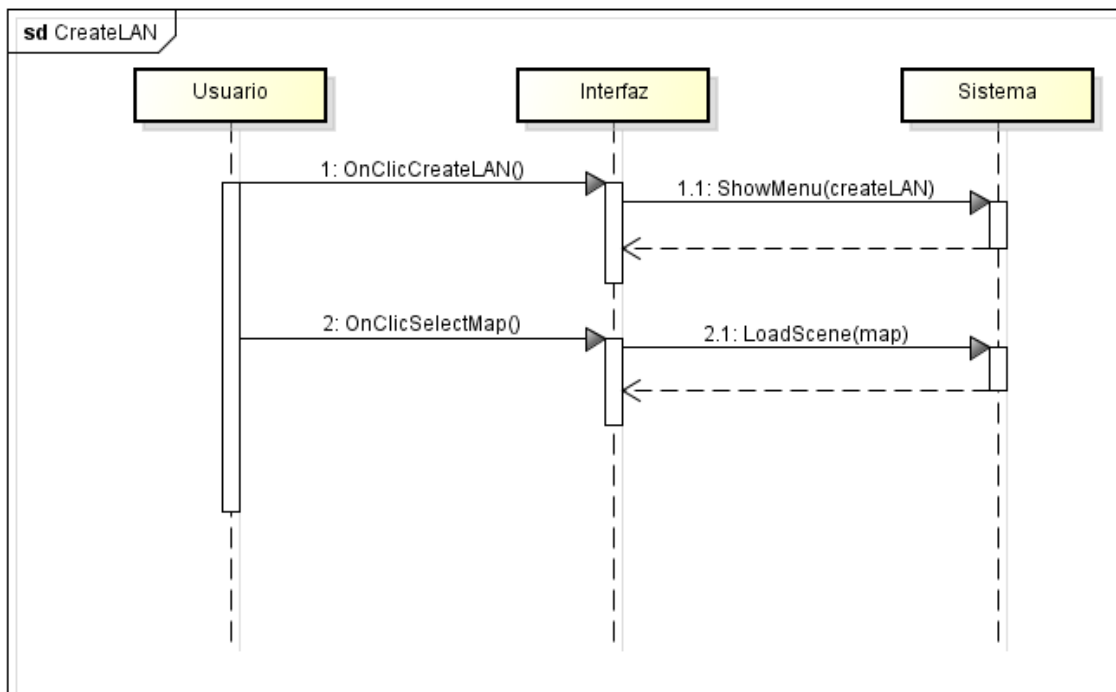 sd CreateLAN
Usuario
Interfaz
Sistema
1: OnClicCreateLAN()
1.1: ShowMenu(createLAN)
2: OnClicSelectMap()
2.1: LoadScene(map)